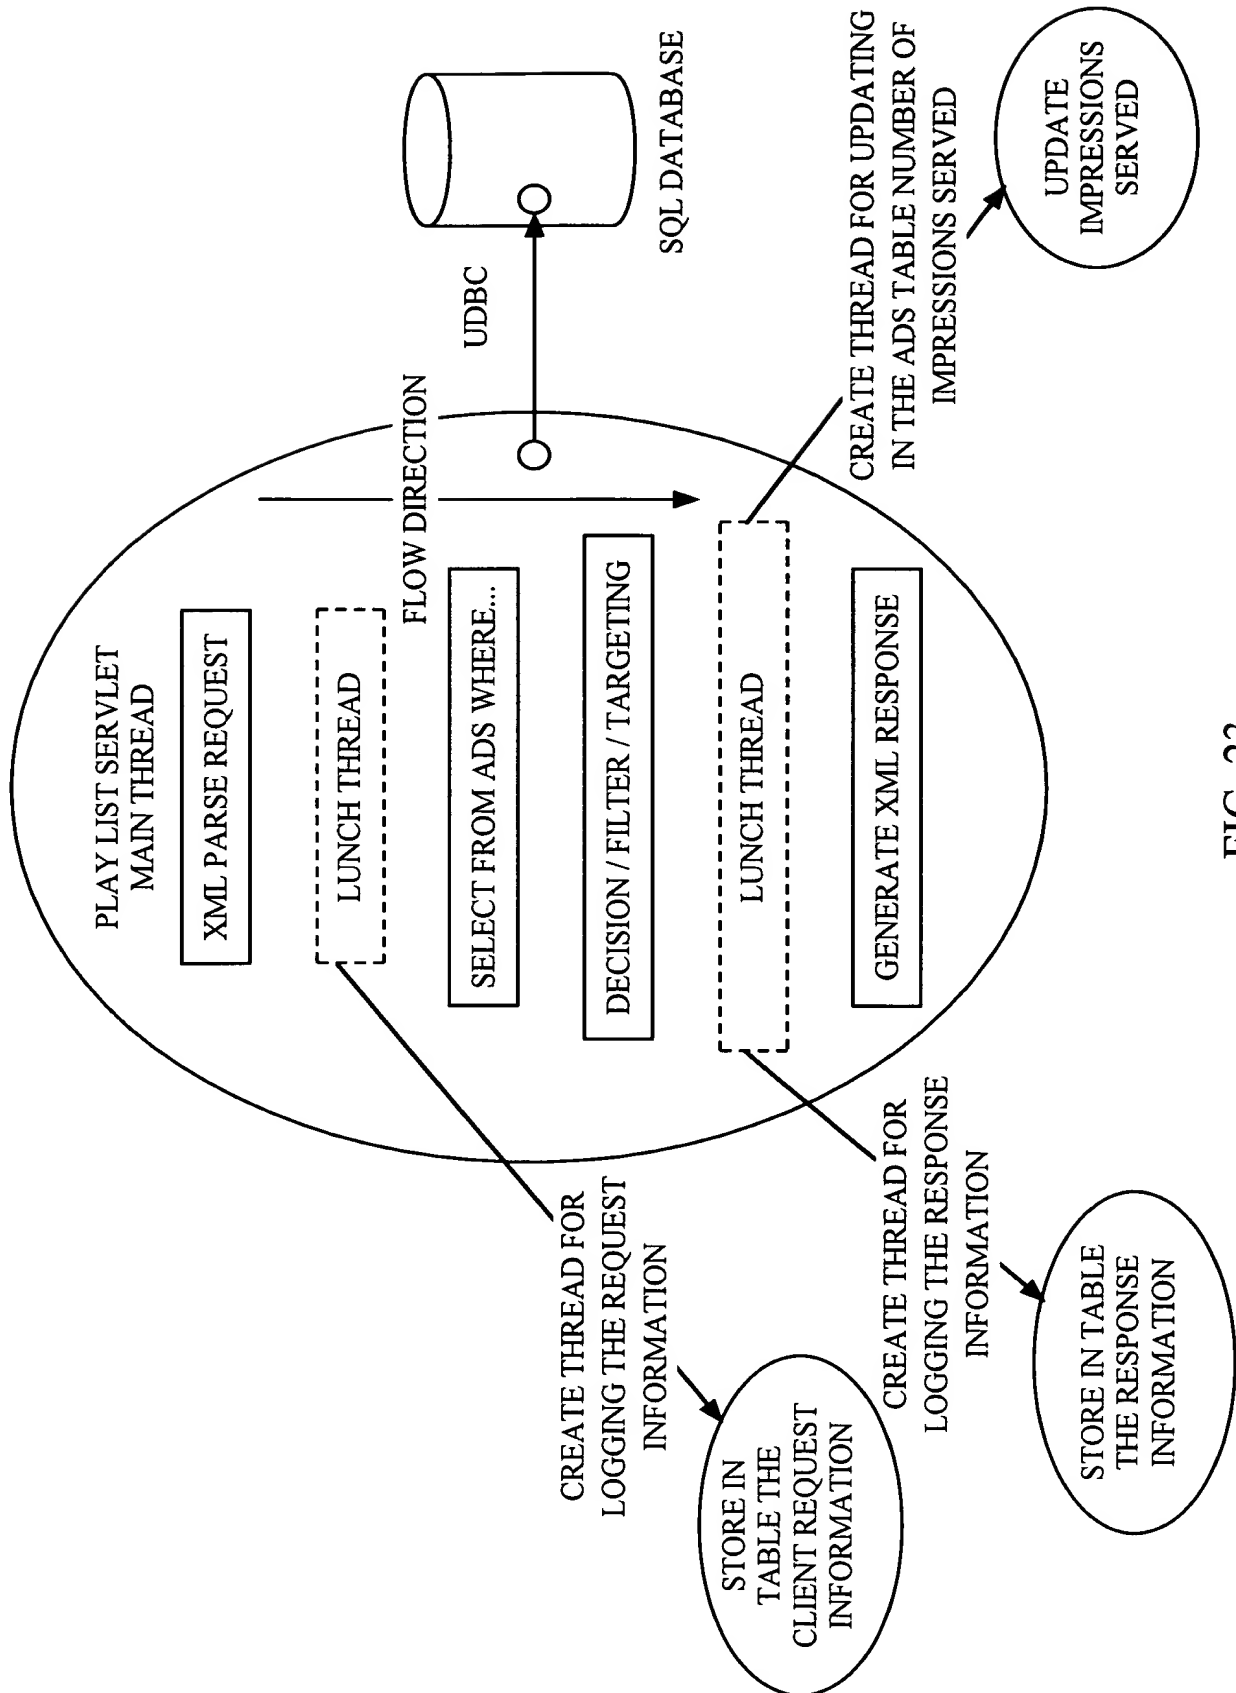 PLAY LIST SERVLET
MAIN THREAD
XML PARSE REQUEST
LUNCH THREAD
FLOW DIRECTION
SELECT FROM ADS WHERE...
DECISION / FILTER / TARGETING
LUNCH THREAD
GENERATE XML RESPONSE
UDBC
SQL DATABASE
CREATE THREAD FOR
LOGGING THE REQUEST
INFORMATION
STORE IN
TABLE THE
CLIENT REQUEST
INFORMATION
CREATE THREAD FOR
LOGGING THE RESPONSE
INFORMATION
STORE IN TABLE
THE RESPONSE
INFORMATION
CREATE THREAD FOR UPDATING
IN THE ADS TABLE NUMBER OF
IMPRESSIONS SERVED
UPDATE
IMPRESSIONS
SERVED
FIG.